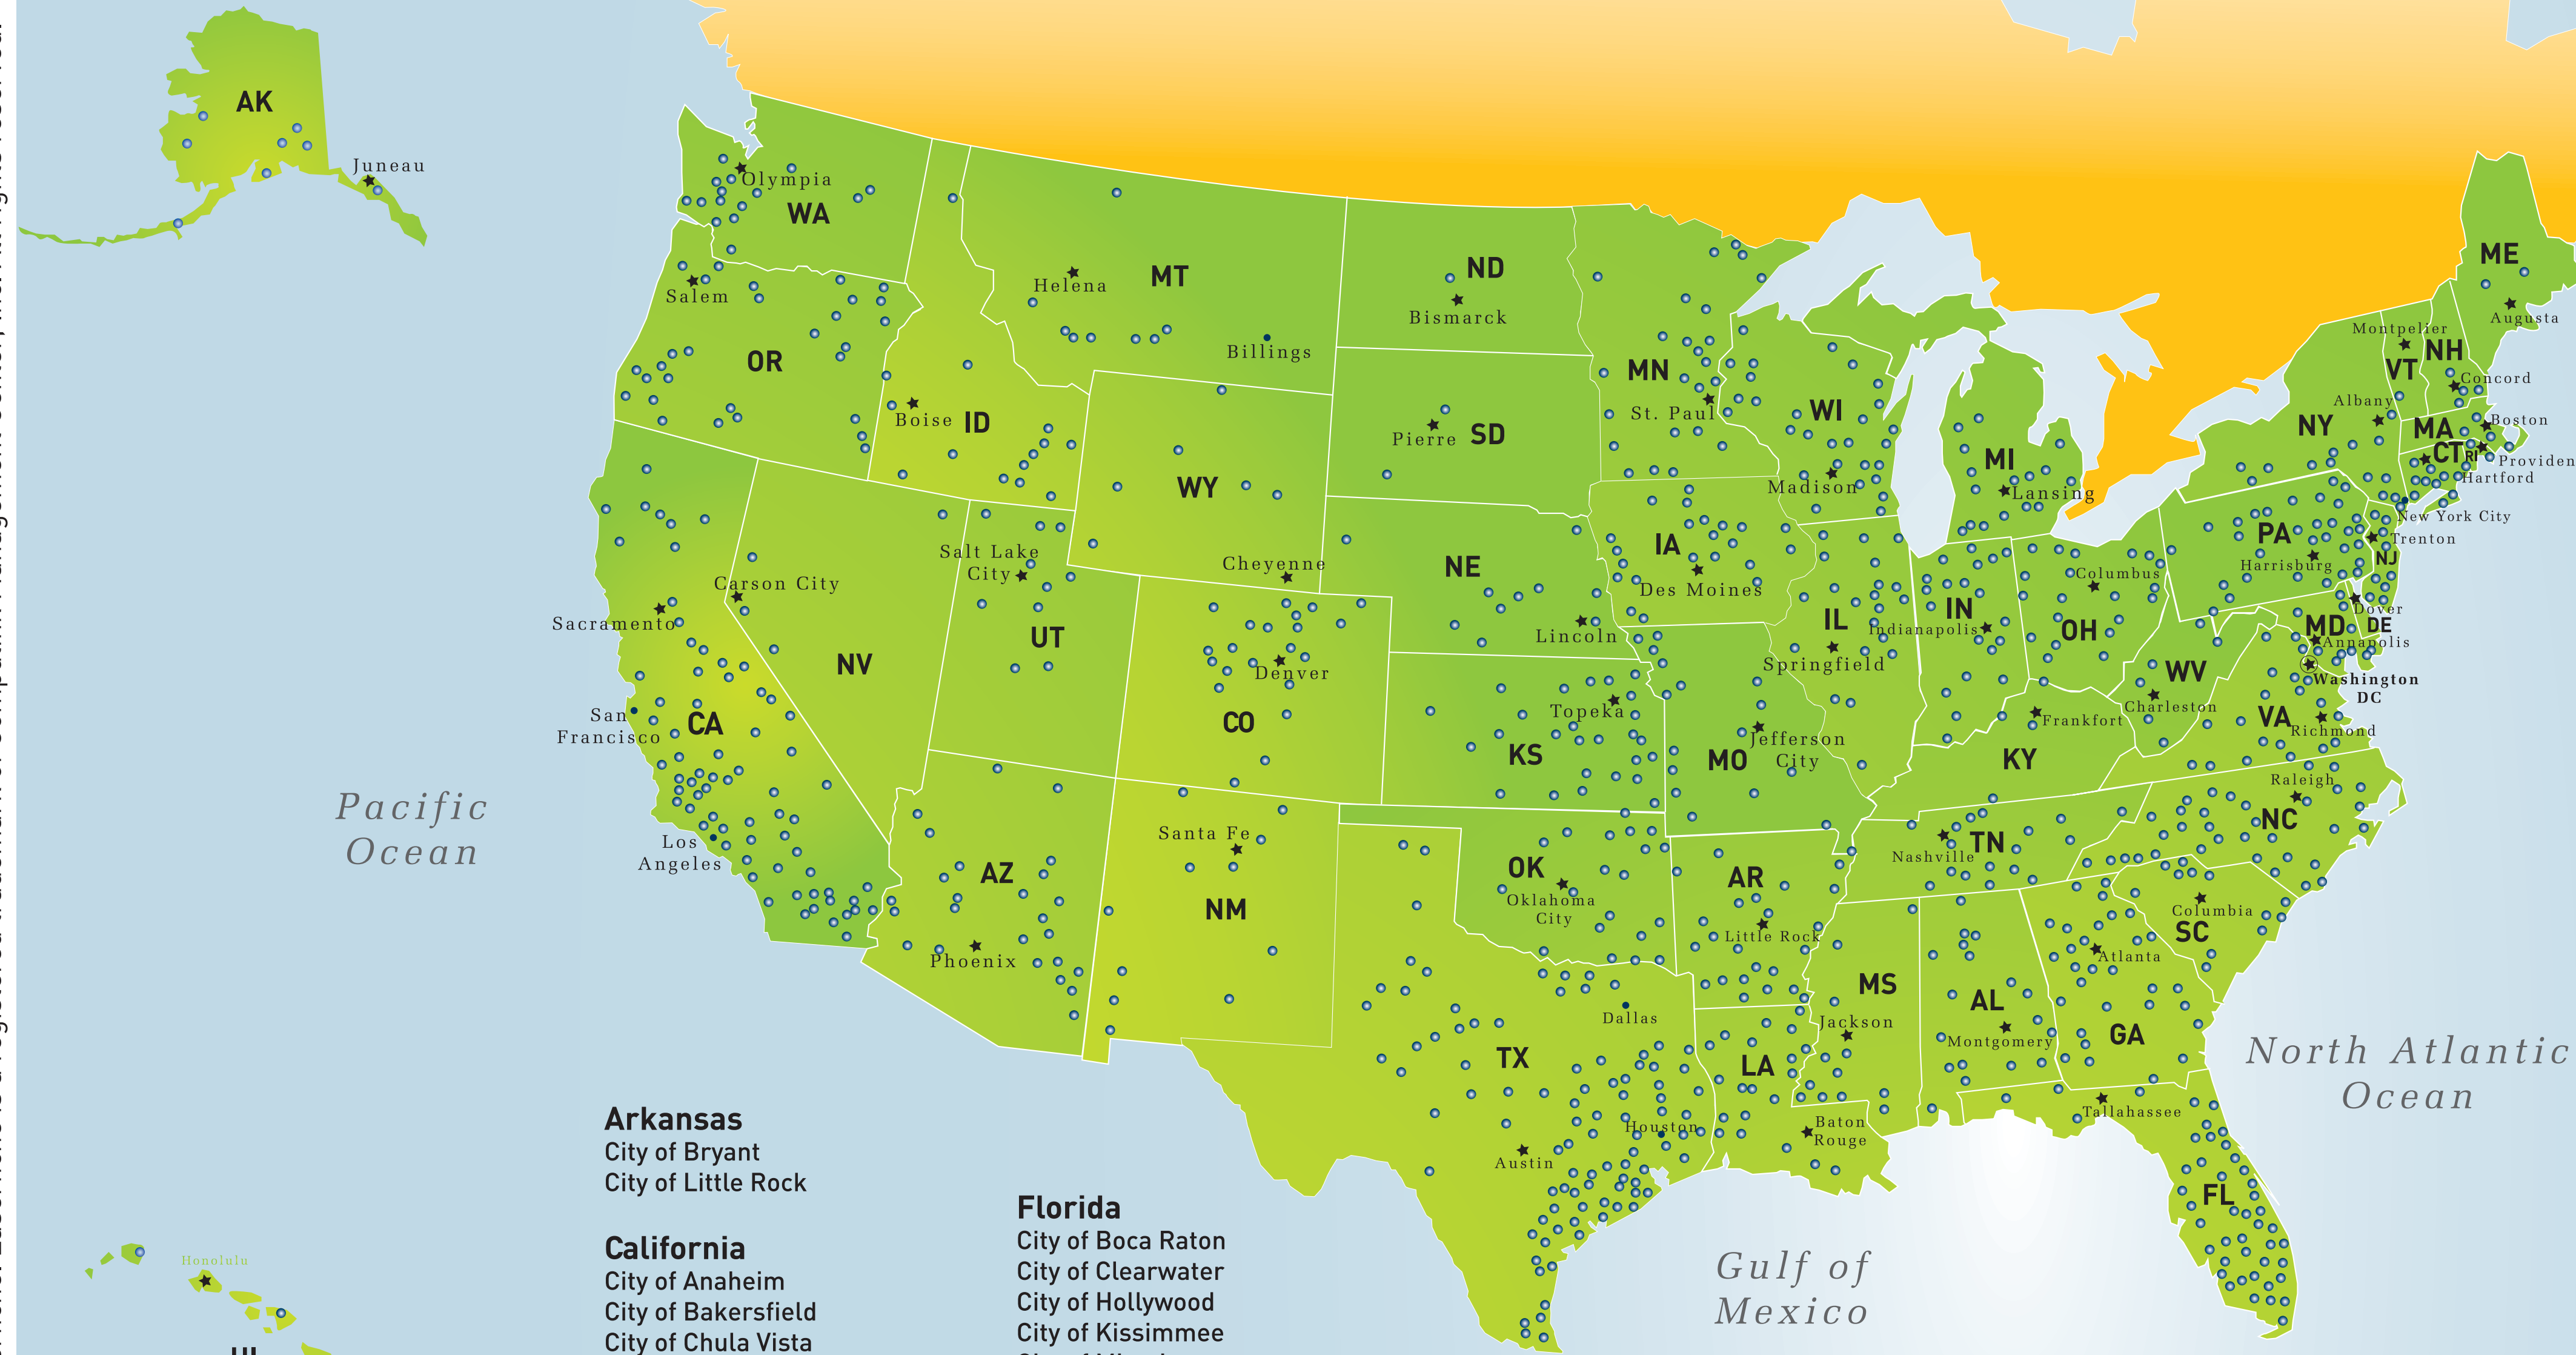 AK
Juneau
Olympia
WA
Salem
OR
Helena
MT
Billings
Boise
ID
ND
Bismarck
Pierre
SD
MN
St. Paul
WI
Madison
MI
Lansing
ME
Augusta
Montpelier
VT
NH
Concord
Albany
NY
MA
Boston
CT
RI
Providen
Hartford
New York City
PA
Trenton
Harrisburg
NJ
Dover
MD
DE
Annapolis
Washington
DC
WY
Cheyenne
Salt Lake
City
UT
Carson City
NV
Sacramento
San
Francisco
CA
Los
Angeles
Denver
CO
NE
Lincoln
IA
Des Moines
IL
Springfield
IN
Indianapolis
OH
Columbus
WV
Charleston
VA
Richmond
Topeka
KS
MO
Jefferson
City
Frankfort
KY
Nashville
TN
Raleigh
NC
Columbia
SC
Santa Fe
NM
AZ
Phoenix
OK
Oklahoma
City
AR
Little Rock
MS
Jackson
AL
Montgomery
Atlanta
GA
Dallas
TX
Austin
Houston
LA
Baton
Rouge
Tallahassee
FL
Pacific
Ocean
North Atlantic
Ocean
Gulf of
Mexico
Honolulu
Arkansas
City of Bryant
City of Little Rock
California
City of Anaheim
City of Bakersfield
City of Chula Vista
Florida
City of Boca Raton
City of Clearwater
City of Hollywood
City of Kissimmee